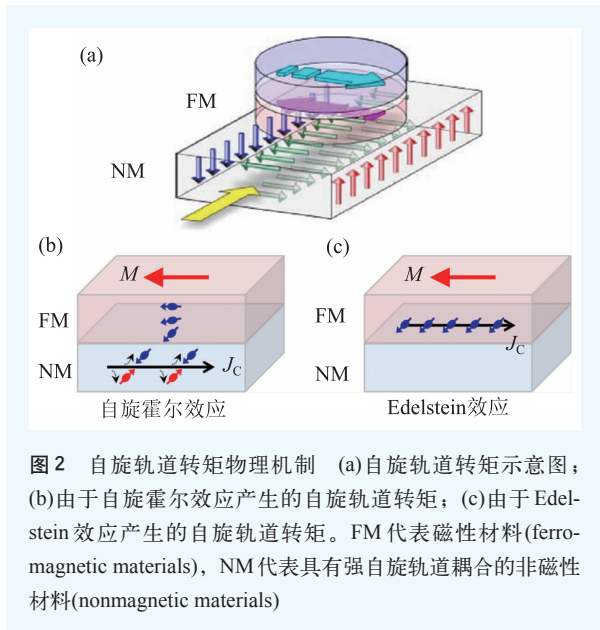 (a)
FM
NM
(b)
(c)
M
M
FM
FM
NM
J_C
NM
J_C
自旋霍尔效应
Edelstein效应
图2 自旋轨道转矩物理机制 (a)自旋轨道转矩示意图；
(b)由于自旋霍尔效应产生的自旋轨道转矩；(c)由于Edel-
stein效应产生的自旋轨道转矩。FM代表磁性材料(ferro-
magnetic materials)，NM代表具有强自旋轨道耦合的非磁性
材料(nonmagnetic materials)